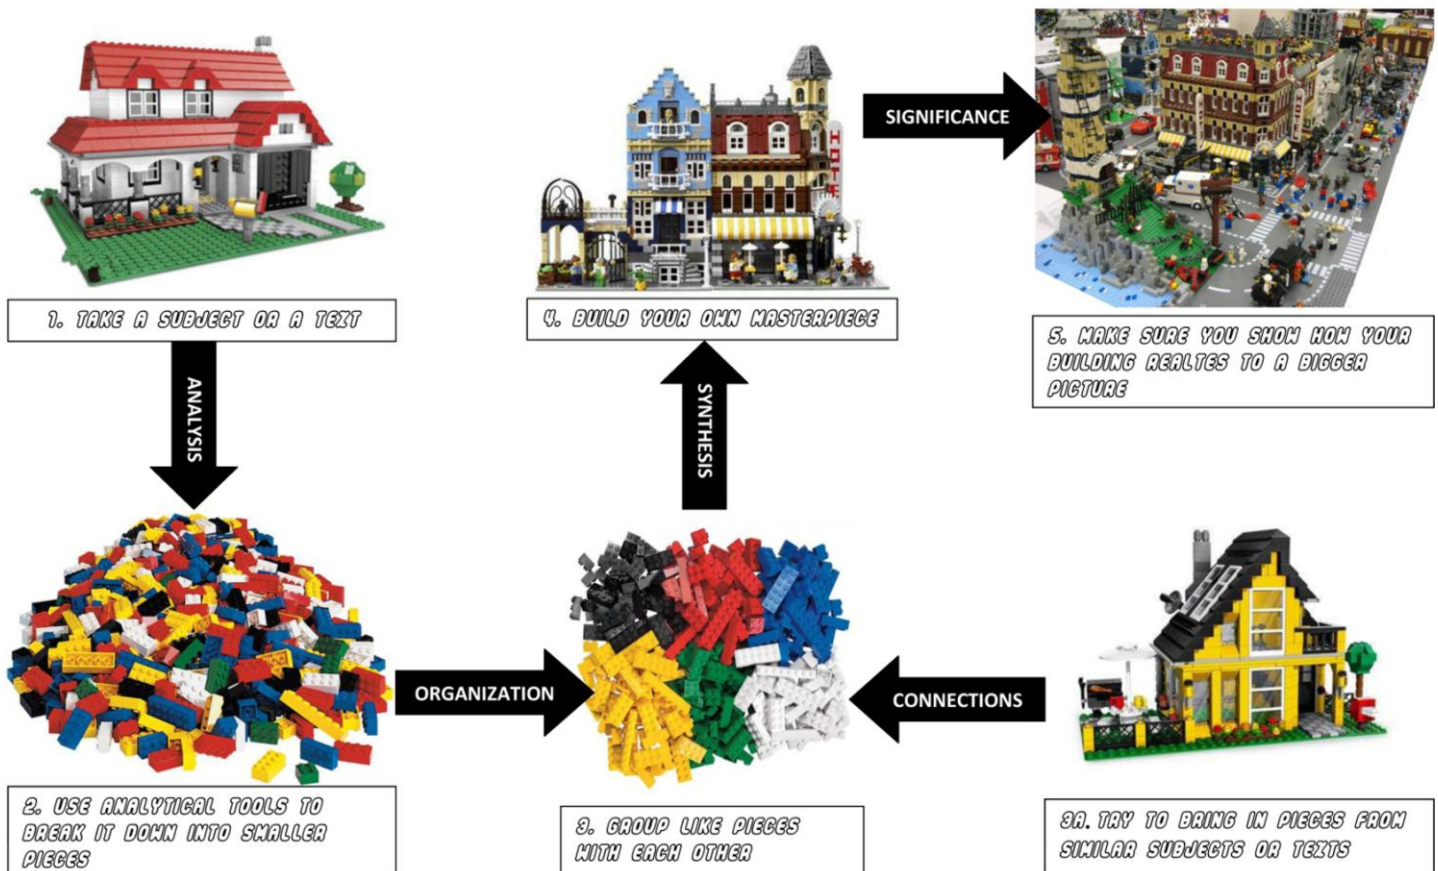 1. TAKE A SUBJECT OR A TEXT
ANALYSIS
2. USE ANALYTICAL TOOLS TO
BREAK IT DOWN INTO SMALLER
PIECES
ORGANIZATION
3. GROUP LIKE PIECES
WITH EACH OTHER
CONNECTIONS
3A. TRY TO BRING IN PIECES FROM
SIMILAR SUBJECTS OR TEXTS
SYNTHESIS
4. BUILD YOUR OWN MASTERPIECE
HOTE
SIGNIFICANCE
5. MAKE SURE YOU SHOW HOW YOUR
BUILDING REALTES TO A BIGGER
PICTURE